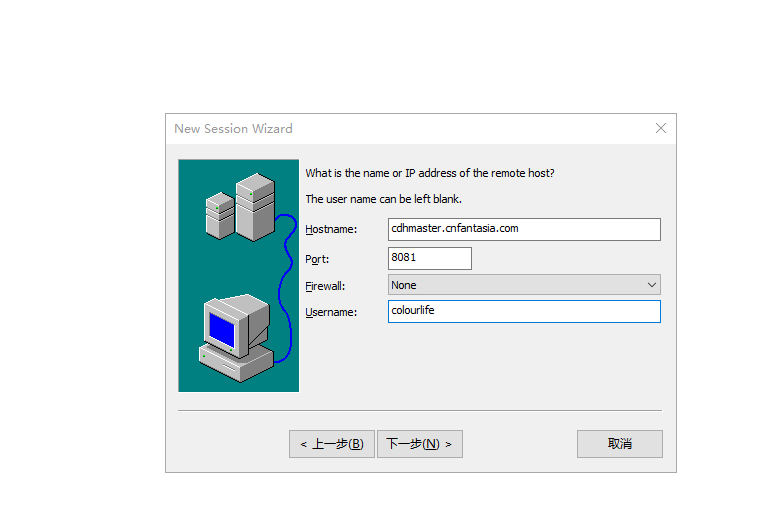 New Session Wizard
What is the name or IP address of the remote host?
The user name can be left blank.
Hostname: cdhmaster.cnfantasia.com
Port: 8081
Firewall: None
Username: colourlife
< 上一步(B) 下一步(N) > 取消